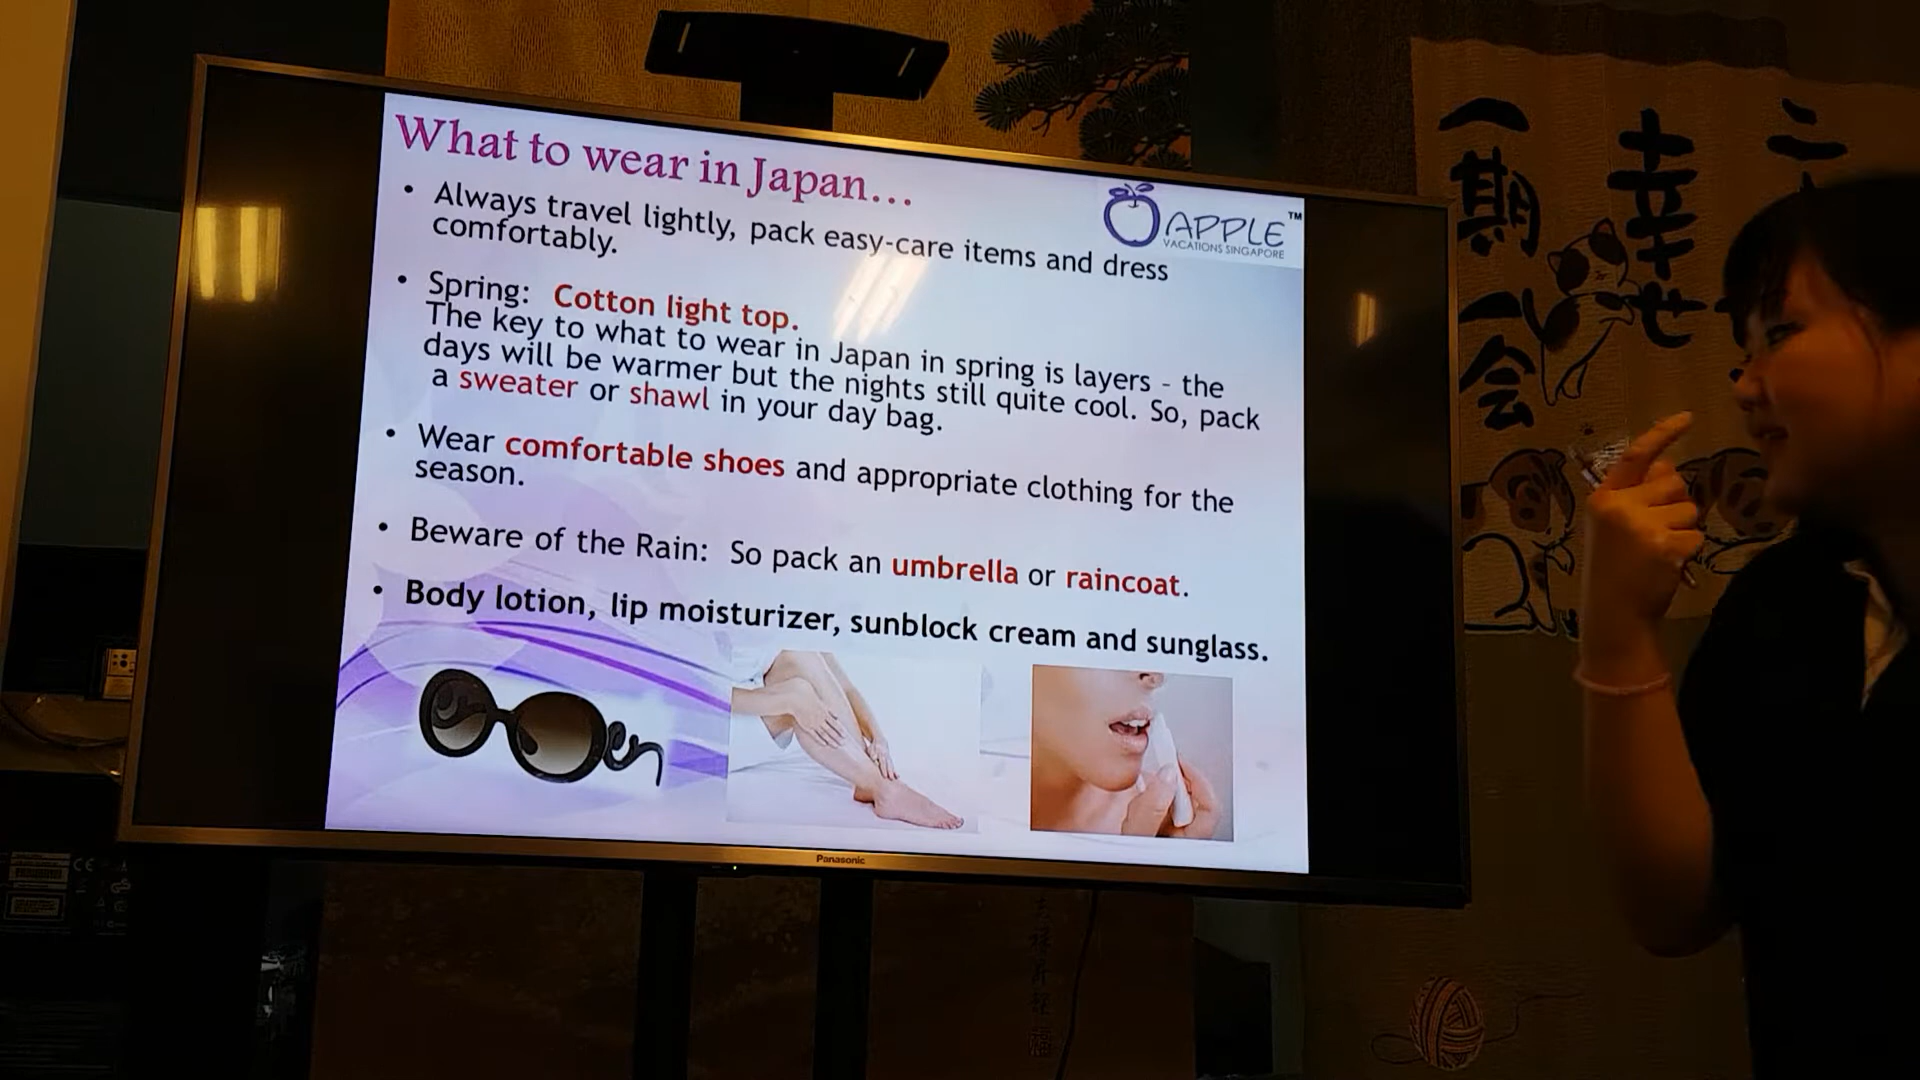 What to wear in Japan...
APPLE™
VACATIONS SINGAPORE
• Always travel lightly, pack easy-care items and dress
comfortably.
• Spring: Cotton light top.
The key to what to wear in Japan in spring is layers - the
days will be warmer but the nights still quite cool. So, pack
a sweater or shawl in your day bag.
• Wear comfortable shoes and appropriate clothing for the
season.
• Beware of the Rain: So pack an umbrella or raincoat.
• Body lotion, lip moisturizer, sunblock cream and sunglass.
Panasonic
幸せ
一期一会
CE